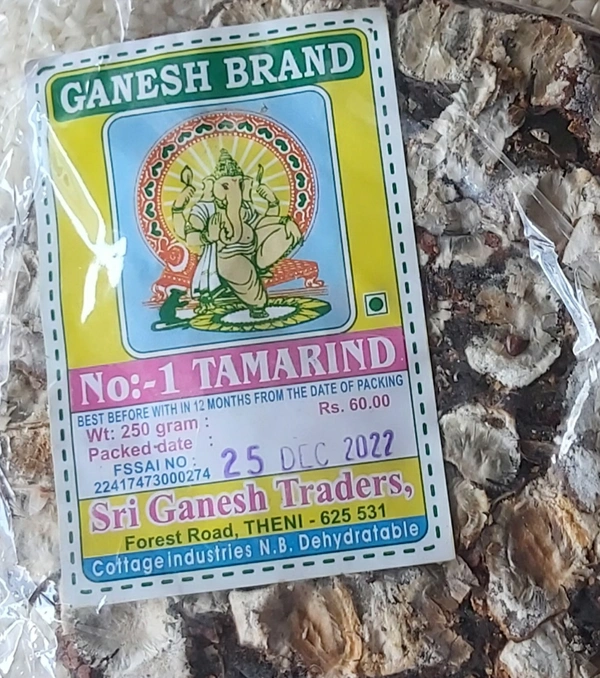 GANESH BRAND
No:-1 TAMARIND
BEST BEFORE WITH IN 12 MONTHS FROM THE DATE OF PACKING
Rs. 60.00
Wt: 250 gram :
Packed date :
25 DEC 2022
FSSAI NO :
22417473000274
Sri Ganesh Traders,
Forest Road, THENI - 625 531
Cottage industries N.B. Dehydratable